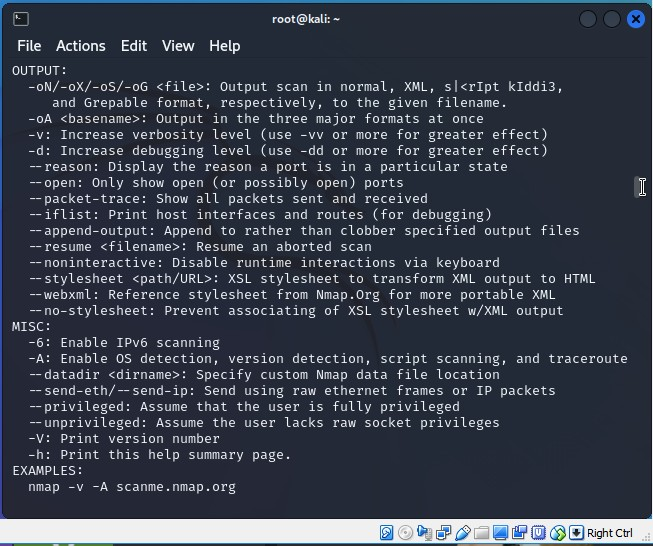 root@kali: ~
File Actions Edit View Help
OUTPUT:
-oN/-oX/-oS/-oG <file>: Output scan in normal, XML, s|<rIpt kIddi3,
and Grepable format, respectively, to the given filename.
-oA <basename>: Output in the three major formats at once
-v: Increase verbosity level (use -vv or more for greater effect)
-d: Increase debugging level (use -dd or more for greater effect)
--reason: Display the reason a port is in a particular state
--open: Only show open (or possibly open) ports
--packet-trace: Show all packets sent and received
--iflist: Print host interfaces and routes (for debugging)
--append-output: Append to rather than clobber specified output files
--resume <filename>: Resume an aborted scan
--noninteractive: Disable runtime interactions via keyboard
--stylesheet <path/URL>: XSL stylesheet to transform XML output to HTML
--webxml: Reference stylesheet from Nmap.Org for more portable XML
--no-stylesheet: Prevent associating of XSL stylesheet w/XML output
MISC:
-6: Enable IPv6 scanning
-A: Enable OS detection, version detection, script scanning, and traceroute
--datadir <dirname>: Specify custom Nmap data file location
--send-eth/--send-ip: Send using raw ethernet frames or IP packets
--privileged: Assume that the user is fully privileged
--unprivileged: Assume the user lacks raw socket privileges
-V: Print version number
-h: Print this help summary page.
EXAMPLES:
nmap -v -A scanme.nmap.org
Right Ctrl